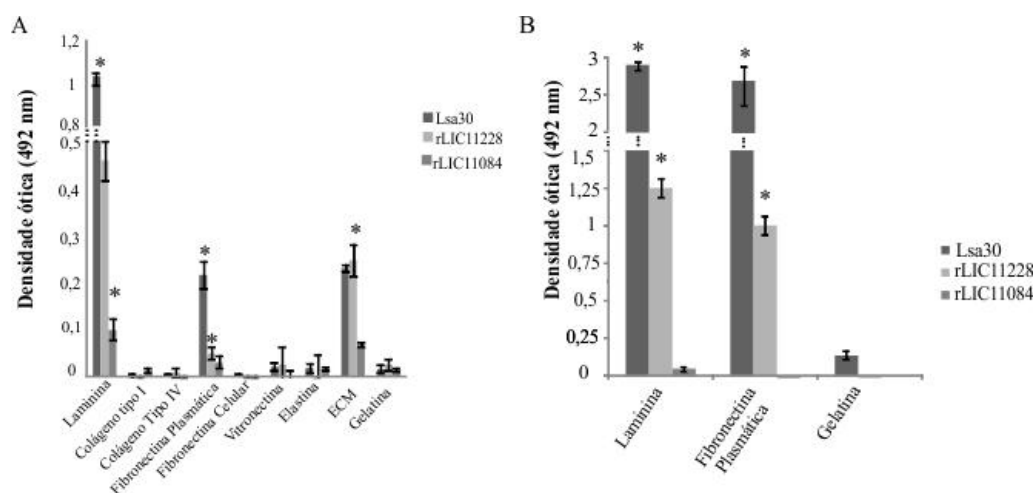 A
Densidade ótica (492 nm)
1,2
1
0,8
0,5
0,4
0,3
0,2
0,1
0
*
*
*
*
*
Lsa30
rLIC11228
rLIC11084
Laminina
Colágeno tipo I
Colágeno Tipo IV
Fibronectina Plasmática
Fibronectina Celular
Vitronectina
Elastina
ECM
Gelatina
B
Densidade ótica (492 nm)
3
2,5
2
1,5
1,25
1
0,75
0,5
0,25
0
*
*
*
*
Lsa30
rLIC11228
rLIC11084
Laminina
Fibronectina
Plasmática
Gelatina